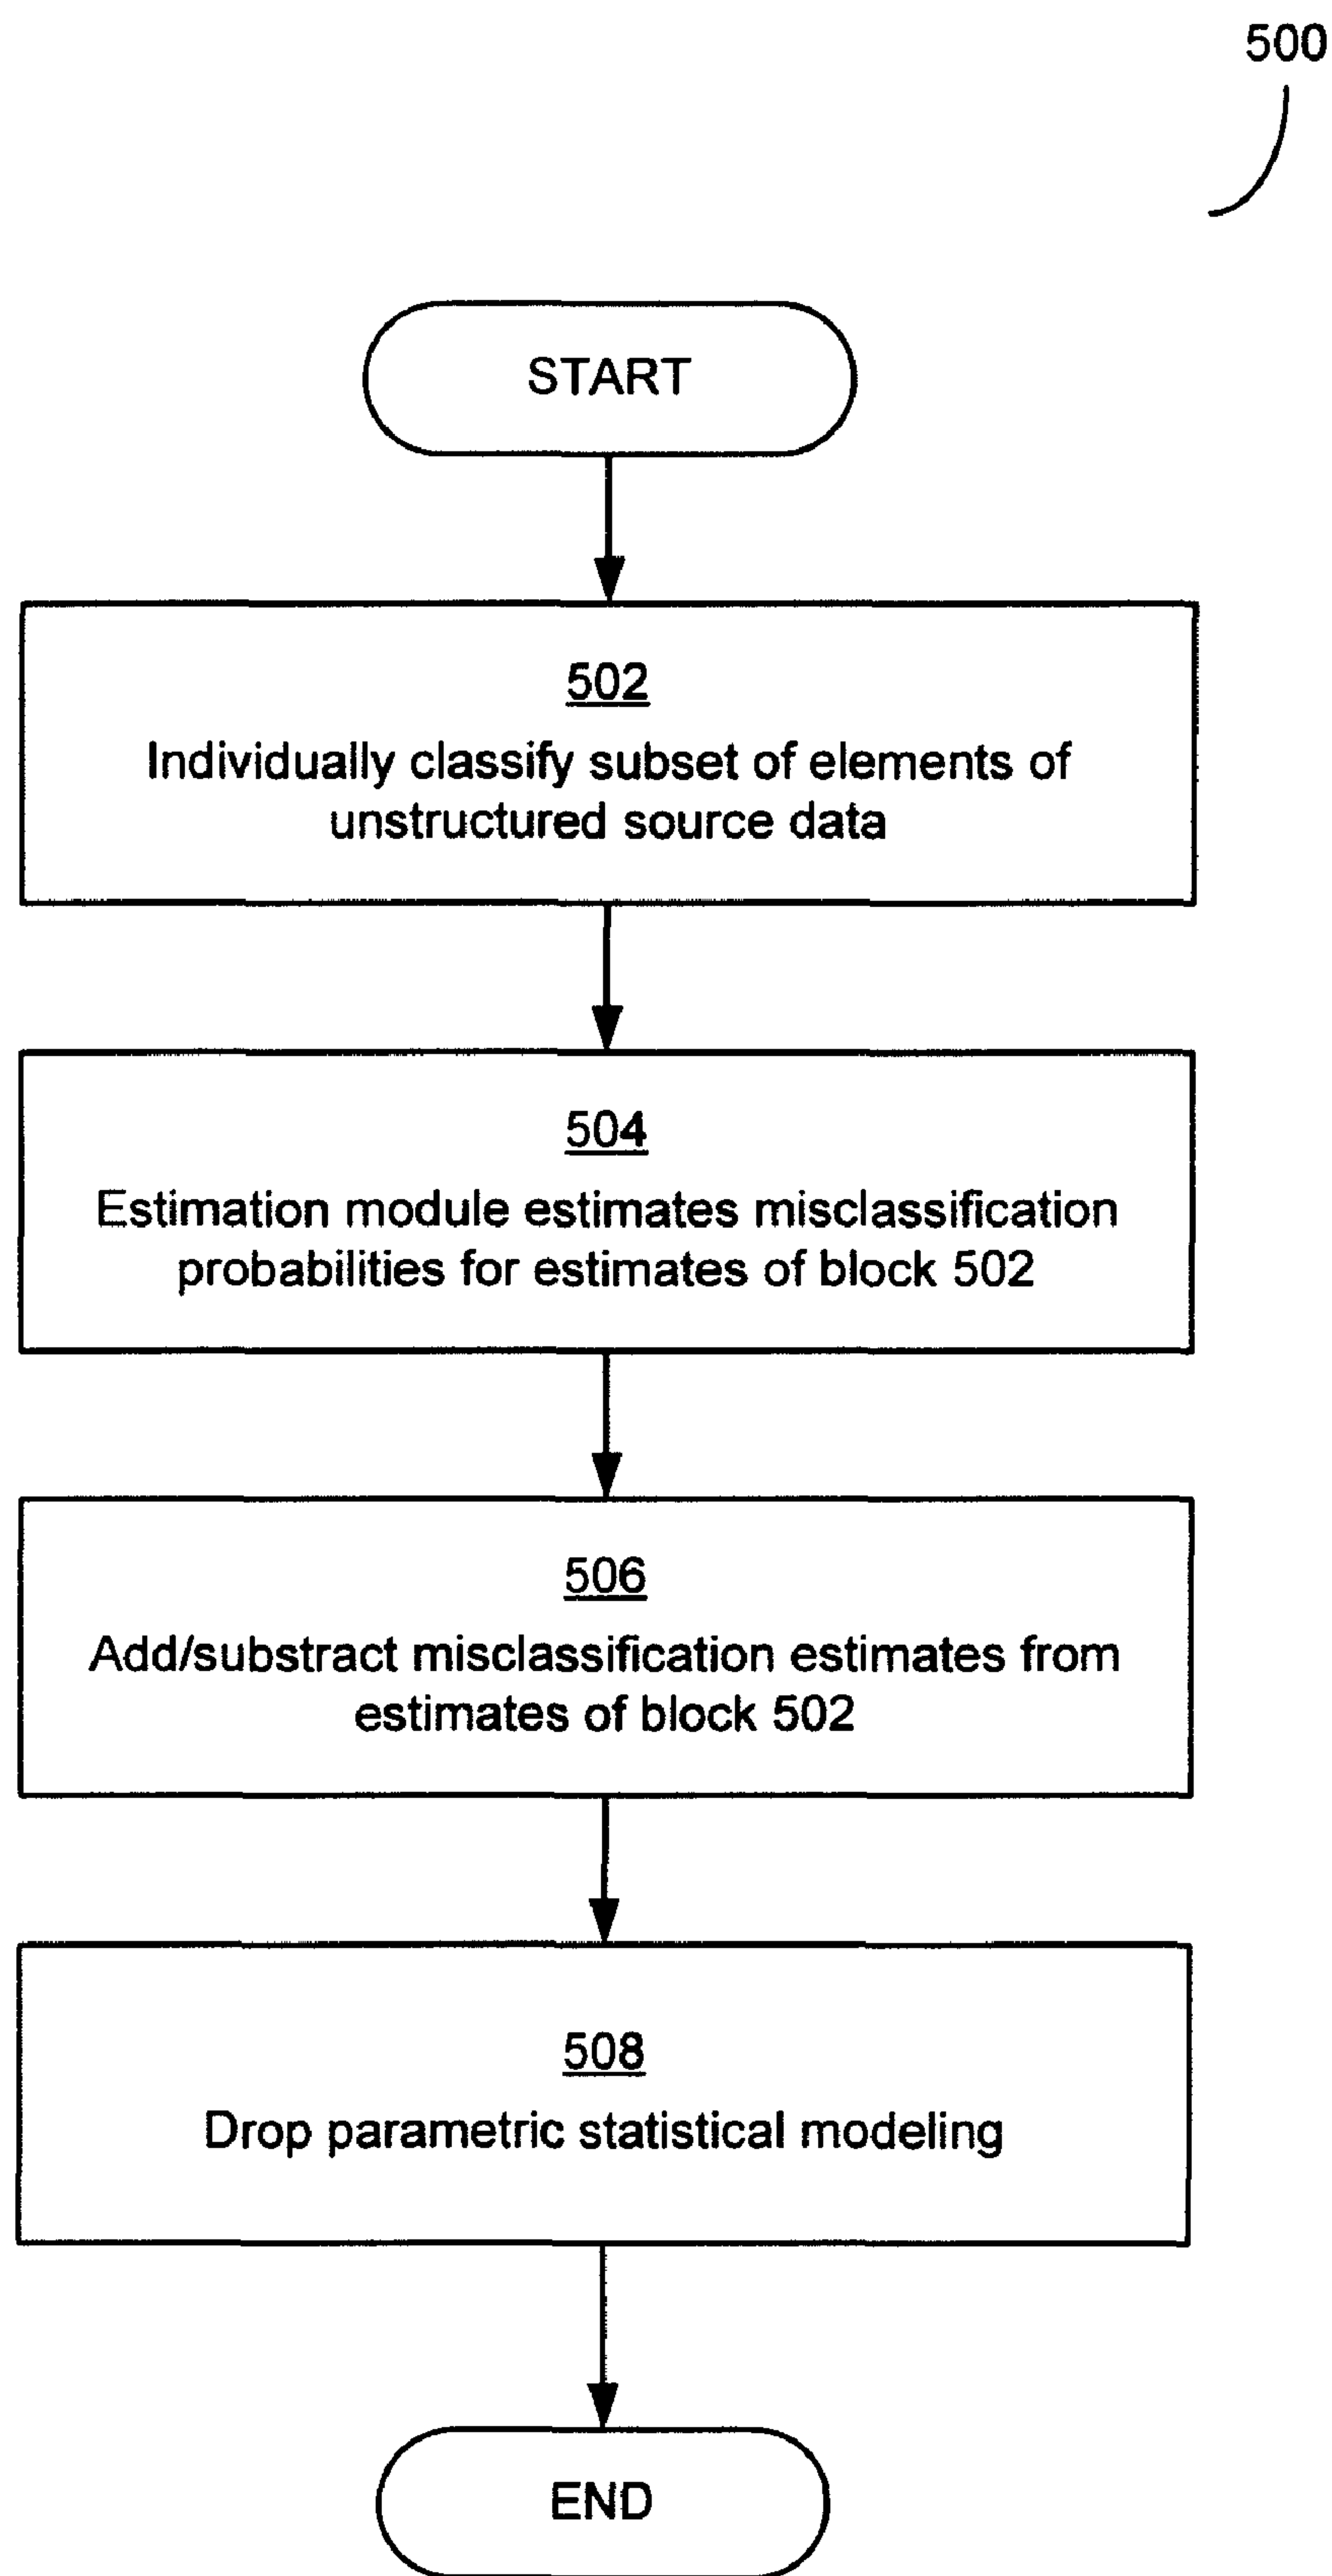 500
START
502
Individually classify subset of elements of
unstructured source data
504
Estimation module estimates misclassification
probabilities for estimates of block 502
506
Add/substract misclassification estimates from
estimates of block 502
508
Drop parametric statistical modeling
END